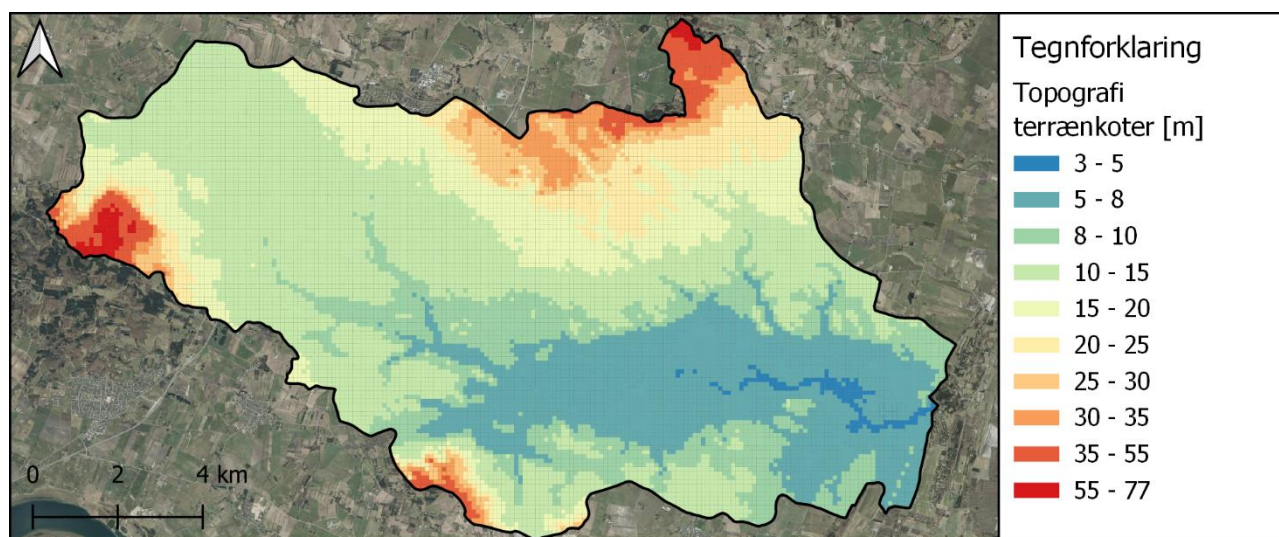 Tegnforklaring
Topografi
terrænkoter [m]
3 - 5
5 - 8
8 - 10
10 - 15
15 - 20
20 - 25
25 - 30
30 - 35
35 - 55
55 - 77
0 2 4 km